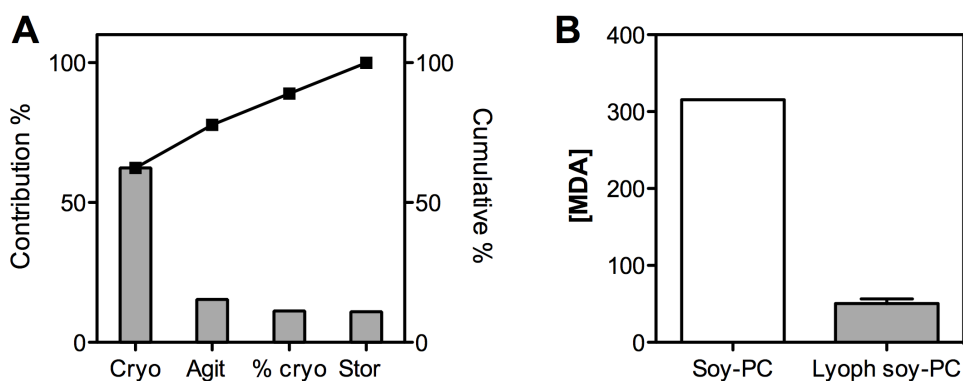 A
Contribution %
100
50
0
Cumulative %
100
50
0
Cryo Agit % cryo Stor
B
[MDA]
400
300
200
100
0
Soy-PC Lyoph soy-PC